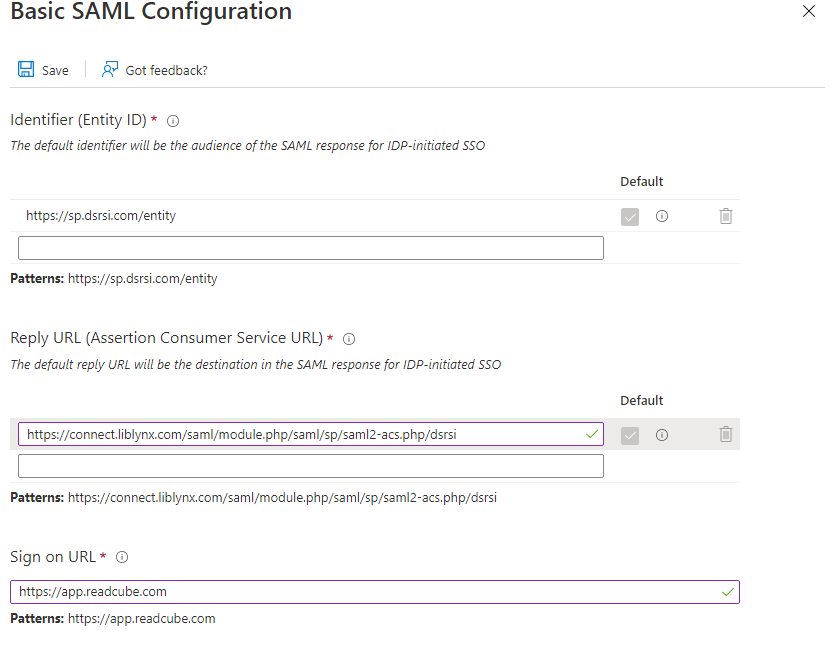 Basic SAML Configuration
Save
Got feedback?
Identifier (Entity ID) *
The default identifier will be the audience of the SAML response for IDP-initiated SSO
Default
https://sp.dsrsi.com/entity
Patterns: https://sp.dsrsi.com/entity
Reply URL (Assertion Consumer Service URL) *
The default reply URL will be the destination in the SAML response for IDP-initiated SSO
Default
https://connect.liblynx.com/saml/module.php/saml/sp/saml2-acs.php/dsrsi
Patterns: https://connect.liblynx.com/saml/module.php/saml/sp/saml2-acs.php/dsrsi
Sign on URL *
https://app.readcube.com
Patterns: https://app.readcube.com